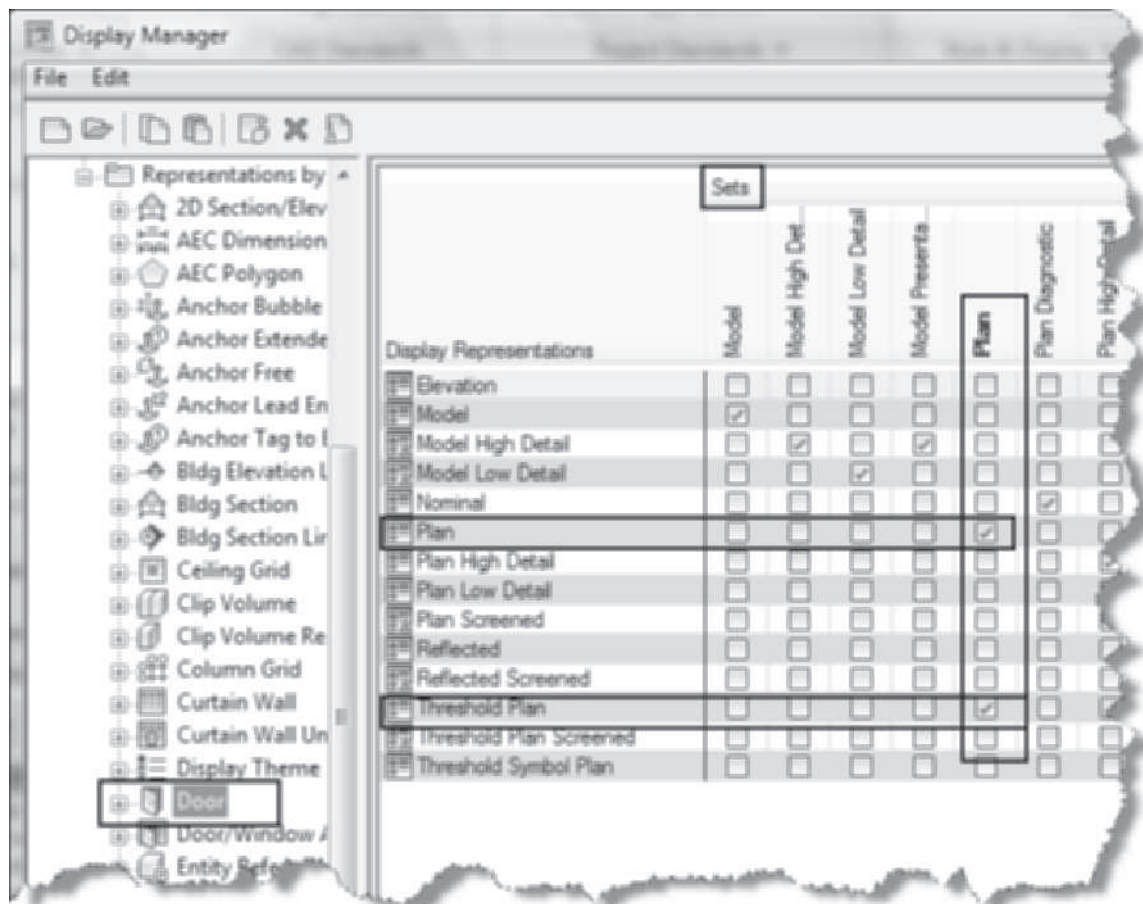 Display Manager
File Edit
Representations by
2D Section/Elev
AEC Dimension
AEC Polygon
Anchor Bubble
Anchor Extende
Anchor Free
Anchor Lead En
Anchor Tag to E
Bldg Elevation L
Bldg Section
Bldg Section Lir
Ceiling Grid
Clip Volume
Clip Volume Re
Column Grid
Curtain Wall
Curtain Wall Un
Display Theme
Door
Door/Window A
Entity
Sets
Display Representations
Model
Model High Det...
Model Low Detail
Model Presenta...
Plan
Plan Diagnostic
Plan High Detail
Elevation
Model
Model High Detail
Model Low Detail
Nominal
Plan
Plan High Detail
Plan Low Detail
Plan Screened
Reflected
Reflected Screened
Threshold Plan
Threshold Plan Screened
Threshold Symbol Plan